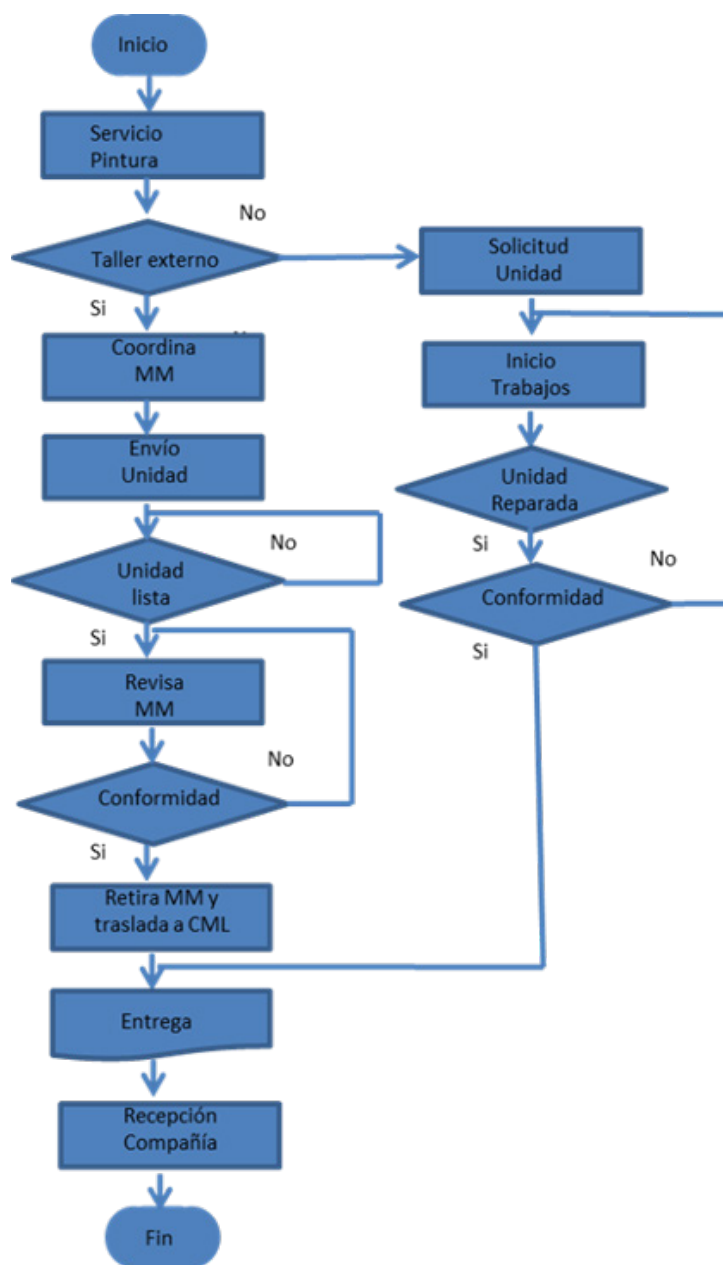 Inicio
Servicio
Pintura
No
Taller externo
Solicitud
Unidad
Si
Coordina
MM
Inicio
Trabajos
Envío
Unidad
Unidad
Reparada
No
Si
Unidad
lista
No
Conformidad
Si
Si
Revisa
MM
No
Conformidad
Si
Retira MM y
traslada a CML
Entrega
Recepción
Compañía
Fin